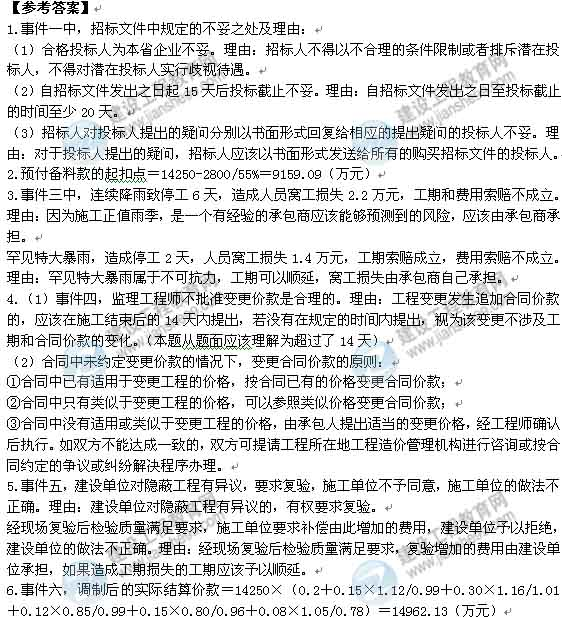 【参考答案】
1.事件一中，招标文件中规定的不妥之处及理由：
（1）合格投标人为本省企业不妥。理由：招标人不得以不合理的条件限制或者排斥潜在投
标人，不得对潜在投标人实行歧视待遇。
（2）自招标文件发出之日起 15 天后投标截止不妥。理由：自招标文件发出之日至投标截止
的时间至少 20 天。
（3）招标人对投标人提出的疑问分别以书面形式回复给相应的提出疑问的投标人不妥。理
由：对于投标人提出的疑问，招标人应该以书面形式发送给所有的购买招标文件的投标人。
2.预付备料款的起扣点=14250-2800/55%=9159.09（万元）
3.事件三中，连续降雨致停工 6 天，造成人员窝工损失 2.2 万元，工期和费用索赔不成立。
理由：因为施工正值雨季，是一个有经验的承包商应该能够预测到的风险，应该由承包商承
担。
罕见特大暴雨，造成停工 2 天，人员窝工损失 1.4 万元，工期索赔成立，费用索赔不成立。
理由：罕见特大暴雨属于不可抗力，工期可以顺延，窝工损失由承包商自己承担。
4.（1）事件四，监理工程师不批准变更价款是合理的。理由：工程变更发生追加合同价款
的，应该在施工结束后的 14 天内提出，若没有在规定的时间内提出，视为该变更不涉及工
期和合同价款的变化。（本题从题面应该理解为超过了 14 天）
（2）合同中未约定变更价款的情况下，变更合同价款的原则：
①合同中已有适用于变更工程的价格，按合同已有的价格变更合同价款；
②合同中只有类似于变更工程的价格，可以参照类似价格变更合同价款；
③合同中没有适用或类似于变更工程的价格，由承包人提出适当的变更价格，经工程师确认
后执行。如双方不能达成一致的，双方可提请工程所在地工程造价管理机构进行咨询或按合
同约定的争议或纠纷解决程序办理。
5.事件五，建设单位对隐蔽工程有异议，要求复验，施工单位不予同意，施工单位的做法不
正确。理由：建设单位对隐蔽工程有异议的，有权要求复验。
经现场复验后检验质量满足要求，施工单位要求补偿由此增加的费用，建设单位予以拒绝，
建设单位的做法不正确。理由：经现场复验后检验质量满足要求，复验增加的费用由建设单
位承担，如果造成工期损失的工期应该予以顺延。
6.事件六，调制后的实际结算价款=14250×（0.2+0.15×1.12/0.99+0.30×1.16/1.01
+0.12×0.85/0.99+0.15×0.80/0.96+0.08×1.05/0.78）=14962.13（万元）
建设工程教育网
www.jianshe99.com